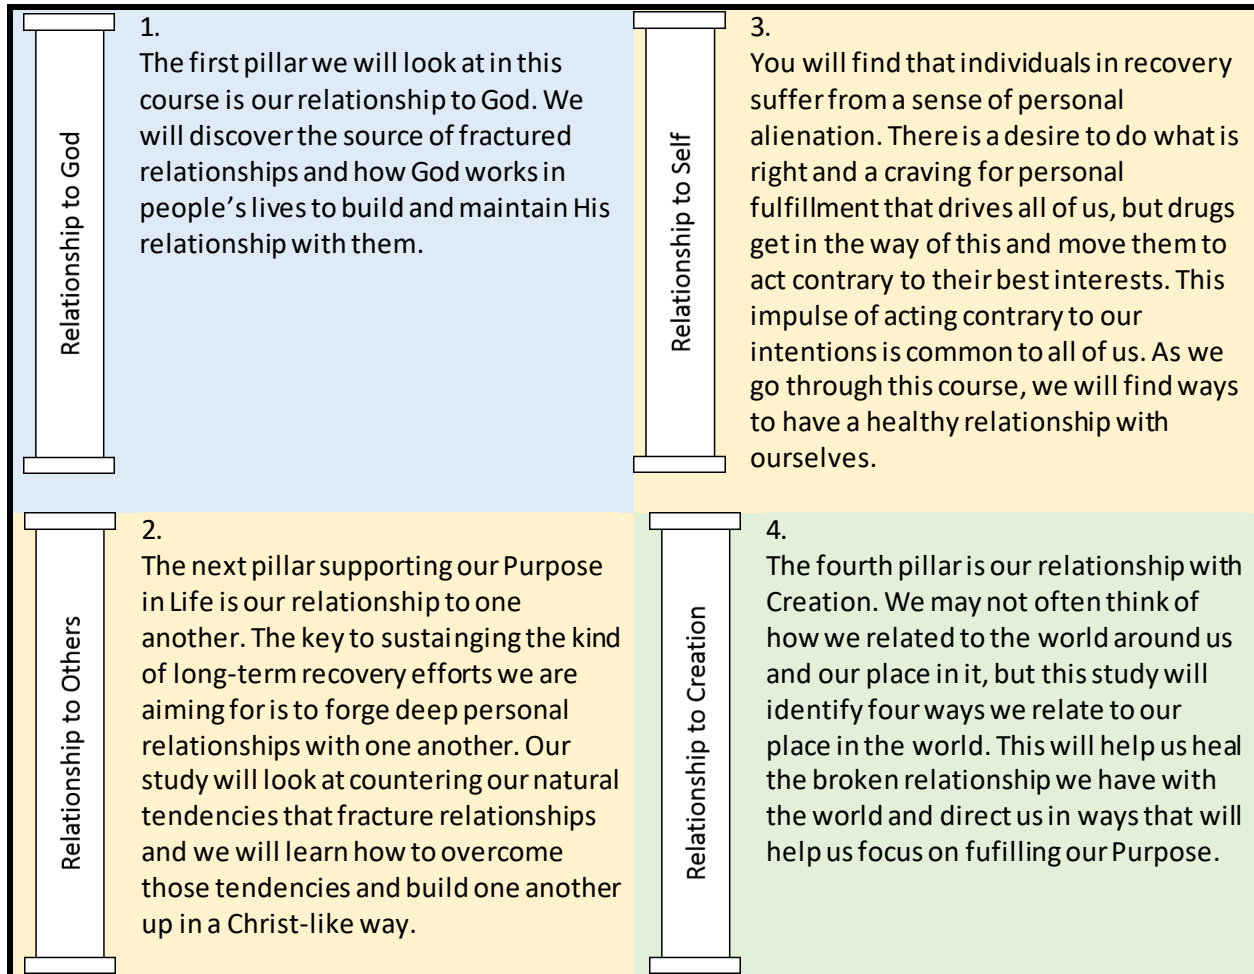 Relationship to God
1.
The first pillar we will look at in this
course is our relationship to God. We
will discover the source of fractured
relationships and how God works in
people’s lives to build and maintain His
relationship with them.
Relationship to Others
2.
The next pillar supporting our Purpose
in Life is our relationship to one
another. The key to sustainging the kind
of long-term recovery efforts we are
aiming for is to forge deep personal
relationships with one another. Our
study will look at countering our natural
tendencies that fracture relationships
and we will learn how to overcome
those tendencies and build one another
up in a Christ-like way.
Relationship to Self
3.
You will find that individuals in recovery
suffer from a sense of personal
alienation. There is a desire to do what is
right and a craving for personal
fulfillment that drives all of us, but drugs
get in the way of this and move them to
act contrary to their best interests. This
impulse of acting contrary to our
intentions is common to all of us. As we
go through this course, we will find ways
to have a healthy relationship with
ourselves.
Relationship to Creation
4.
The fourth pillar is our relationship with
Creation. We may not often think of
how we related to the world around us
and our place in it, but this study will
identify four ways we relate to our
place in the world. This will help us heal
the broken relationship we have with
the world and direct us in ways that will
help us focus on fufilling our Purpose.